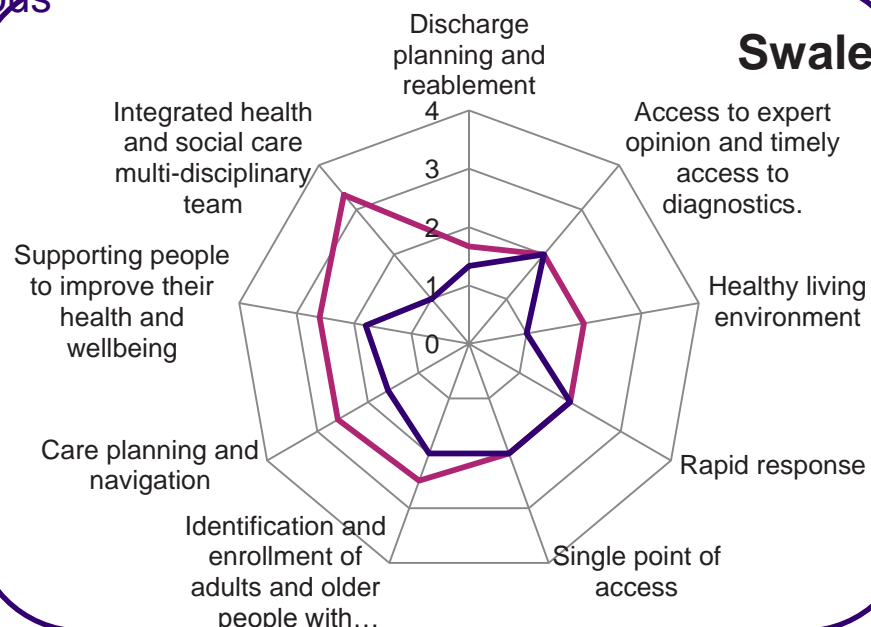 Swale
Discharge
planning and
reablement
Access to expert
opinion and timely
access to
diagnostics.
Healthy living
environment
Rapid response
Single point of
access
Identification and
enrollment of
adults and older
people with…
Care planning and
navigation
Supporting people
to improve their
health and
wellbeing
Integrated health
and social care
multi-disciplinary
team
4
3
2
1
0